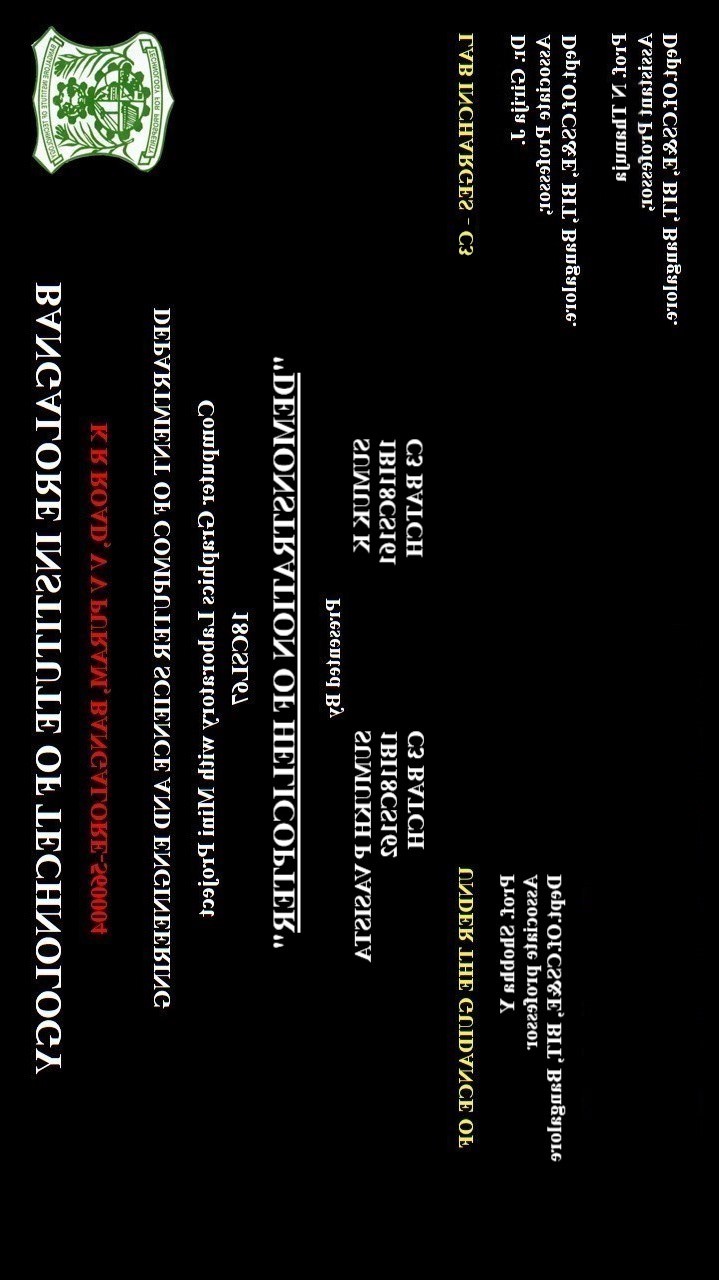 BANGALORE INSTITUTE OF TECHNOLOGY
K R ROAD, V V PURAM, BANGALORE-560004
DEPARTMENT OF COMPUTER SCIENCE AND ENGINEERING
Computer Graphics Laboratory with Mini Project
18CSL67
"DEMONSTRATION OF HELICOPTER"
Presented By
SUMUK K
1BI18CS161
C3 BATCH
SUMUKH P VASISTA
1BI18CS162
C3 BATCH
LAB INCHARGES - C3
Dr. Girija J.
Associate Professor,
Dept Of CS&E, BIT, Bangalore.
Prof. N Thanuja
Assistant Professor,
Dept Of CS&E, BIT, Bangalore.
UNDER THE GUIDANCE OF
Prof. Shobha Y
Associate professor.
Dept Of CS&E, BIT, Bangalore